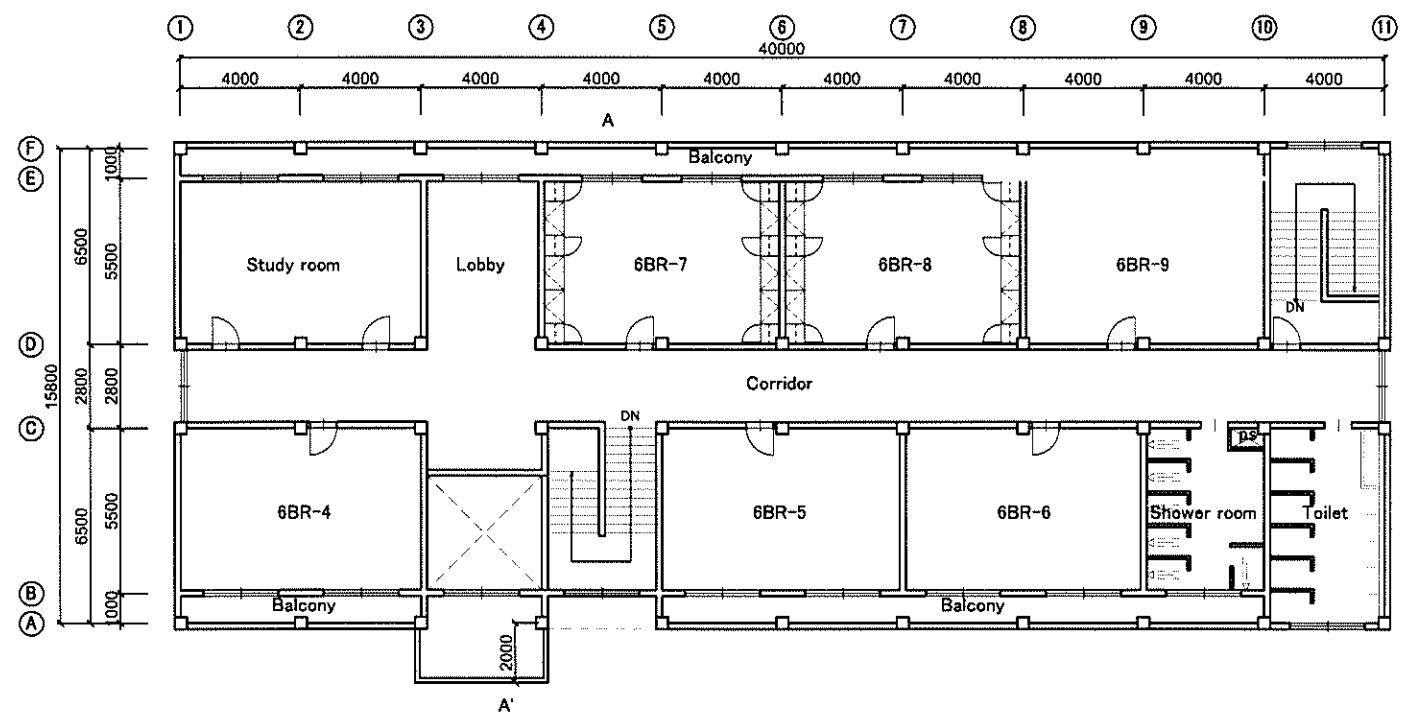 1 2 3 4 5 6 7 8 9 10 11
40000
4000 4000 4000 4000 4000 4000 4000 4000 4000 4000
A
F
E
D
C
B
A
1000
5500
2800
5500
1000
6500
2800
6500
15800
Balcony
Study room Lobby 6BR-7 6BR-8 6BR-9
DN
Corridor
DN
PS
6BR-4 6BR-5 6BR-6 Shower room Toilet
Balcony Balcony
2000
A'